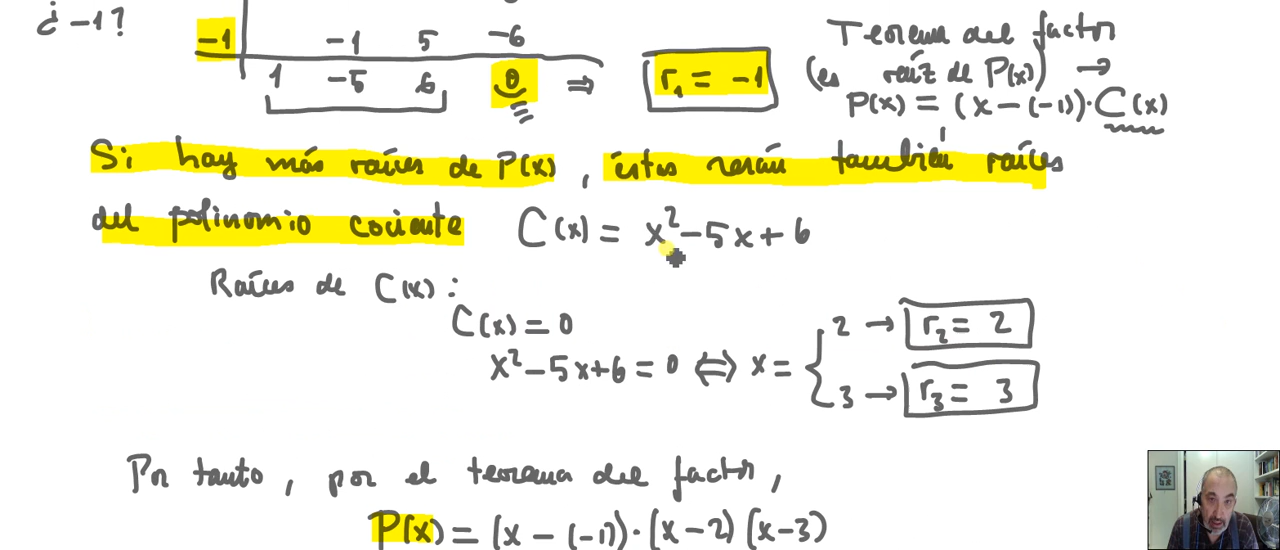 ¿ -1?
-1 | -1 5 -6
1 -5 6 0 ⇒ r₁ = -1
Teorema del factor
(es raíz de P(x)) →
P(x) = (x-(-1))·C(x)
Si hay más raíces de P(x), éstas serán también raíces
del polinomio cociente C(x) = x²-5x+6
Raíces de C(x):
C(x)=0
x²-5x+6=0 ⇔ x = { 2 → r₂ = 2
3 → r₃ = 3
Por tanto, por el teorema del factor,
P(x) = (x-(-1))·(x-2)(x-3)